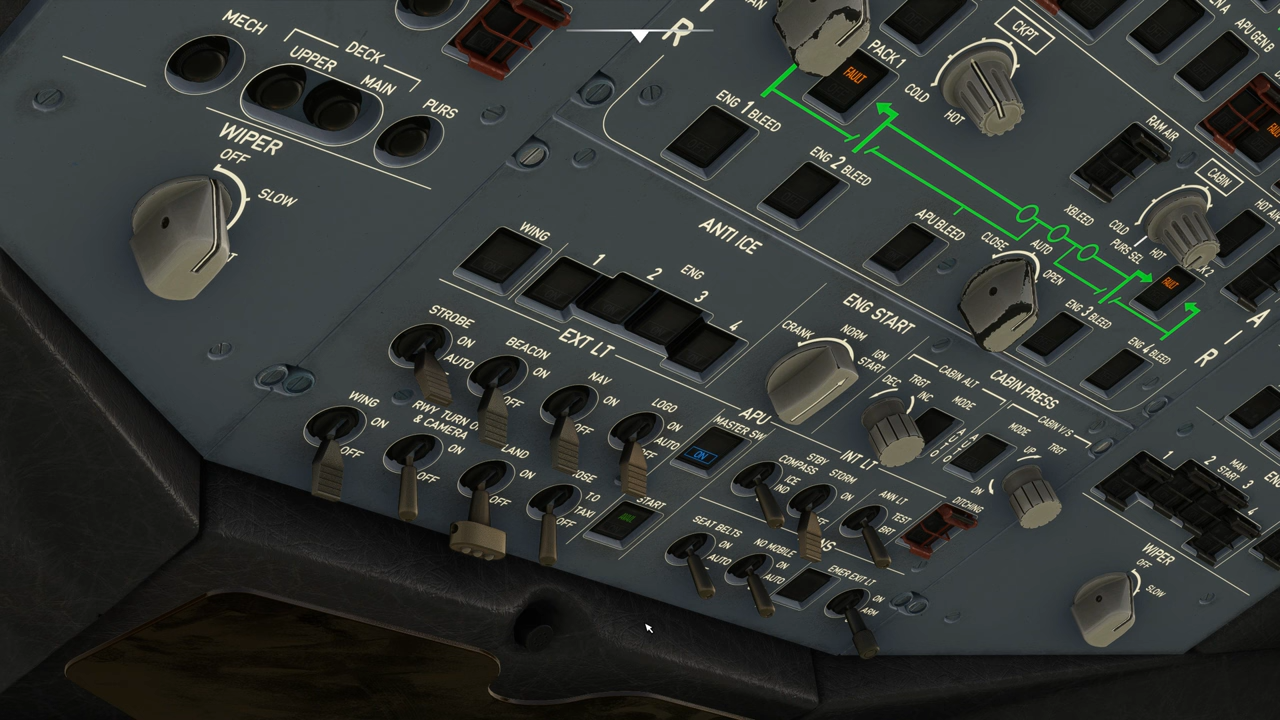 MECH
DECK
UPPER
MAIN
PURS
WIPER
OFF
SLOW
R
PACK 1
FAULT
CKPT
COLD
HOT
APU GEN B
ENG 1 BLEED
ENG 2 BLEED
RAM AIR
CABIN
COLD
HOT
PURS SEL
HOT AIR
APU BLEED
XBLEED
CLOSE
AUTO
OPEN
FAULT
ENG 3 BLEED
ENG 4 BLEED
A
I
R
ANTI ICE
WING
1
2
ENG
3
4
EXT LT
STROBE
ON
AUTO
BEACON
ON
OFF
NAV
ON
OFF
LOGO
ON
AUTO
WING
ON
OFF
RWY TURN OFF
& CAMERA
ON
OFF
LAND
ON
OFF
TO
TAXI
OFF
ENG START
CRANK
NORM
IGN
START
APU
MASTER SW
ON
START
CABIN PRESS
CABIN ALT
TRGT
DEC
INC
MODE
CABIN V/S
MODE
TRGT
UP
DN
DITCHING
INT LT
STBY
COMPASS
ICE
IND
STORM
ON
OFF
ANN LT
TEST
BRT
SEAT BELTS
ON
AUTO
NO MOBILE
ON
AUTO
EMER EXIT LT
ON
ARM
1
2
MAN
START
3
4
WIPER
OFF
SLOW